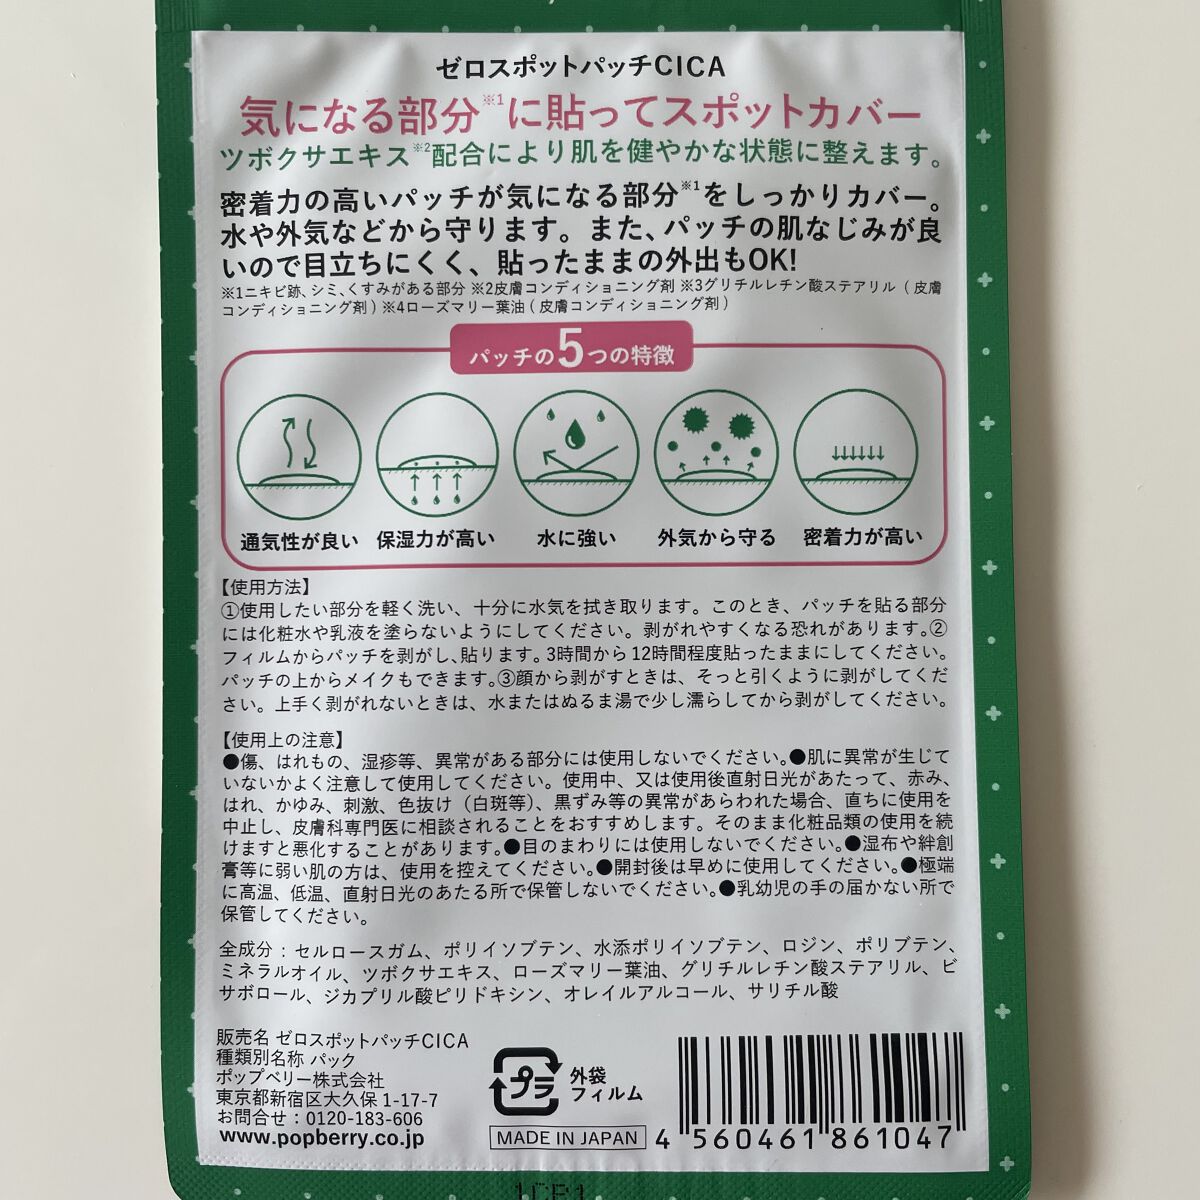 ゼロスポットパッチCICA
気になる部分※1に貼ってスポットカバー
ツボクサエキス※2配合により肌を健やかな状態に整えます。
密着力の高いパッチが気になる部分※1をしっかりカバー。
水や外気などから守ります。また、パッチの肌なじみが良
いので目立ちにくく、貼ったままの外出もOK!
※1ニキビ跡、シミ、くすみがある部分 ※2皮膚コンディショニング剤 ※3グリチルレチン酸ステアリル(皮膚
コンディショニング剤)※4ローズマリー葉油(皮膚コンディショニング剤)
パッチの5つの特徴
通気性が良い 保湿力が高い 水に強い 外気から守る 密着力が高い
【使用方法】
①使用したい部分を軽く洗い、十分に水気を拭き取ります。このとき、パッチを貼る部分
には化粧水や乳液を塗らないようにしてください。剥がれやすくなる恐れがあります。②
フィルムからパッチを剥がし、貼ります。3時間から12時間程度貼ったままにしてください。
パッチの上からメイクもできます。③顔から剥がすときは、そっと引くように剥がしてくだ
さい。上手く剥がれないときは、水またはぬるま湯で少し濡らしてから剥がしてください。
【使用上の注意】
●傷、はれもの、湿疹等、異常がある部分には使用しないでください。●肌に異常が生じて
いないかよく注意して使用してください。使用中、又は使用後直射日光があたって、赤み、
はれ、かゆみ、刺激、色抜け(白斑等)、黒ずみ等の異常があらわれた場合、直ちに使用を
中止し、皮膚科専門医に相談されることをおすすめします。そのまま化粧品類の使用を続
けますと悪化することがあります。●目のまわりには使用しないでください。●湿布や絆創
膏等に弱い肌の方は、使用を控えてください。●開封後は早めに使用してください。●極端
に高温、低温、直射日光のあたる所で保管しないでください。●乳幼児の手の届かない所で
保管してください。
全成分：セルロースガム、ポリイソブテン、水添ポリイソブテン、ロジン、ポリブテン、
ミネラルオイル、ツボクサエキス、ローズマリー葉油、グリチルレチン酸ステアリル、ビ
サボロール、ジカプリル酸ピリドキシン、オレイルアルコール、サリチル酸
販売名 ゼロスポットパッチCICA
種類別名称 パック
ポップベリー株式会社
東京都新宿区大久保1-17-7
お問合せ：0120-183-606
www.popberry.co.jp
プラ
外袋
フィルム
MADE IN JAPAN
4 560461 861047